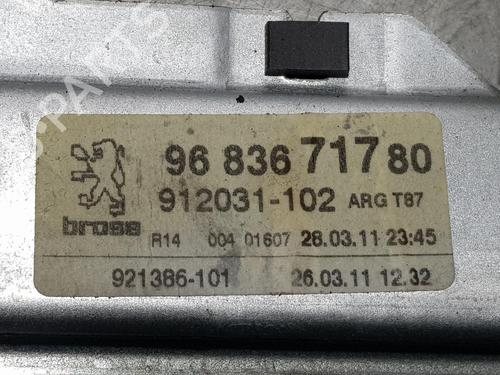 96 836 717 80
912031-102 ARG T87
brose
R14 004 01607 28.03.11 23:45
921386-101 26.03.11 12.32